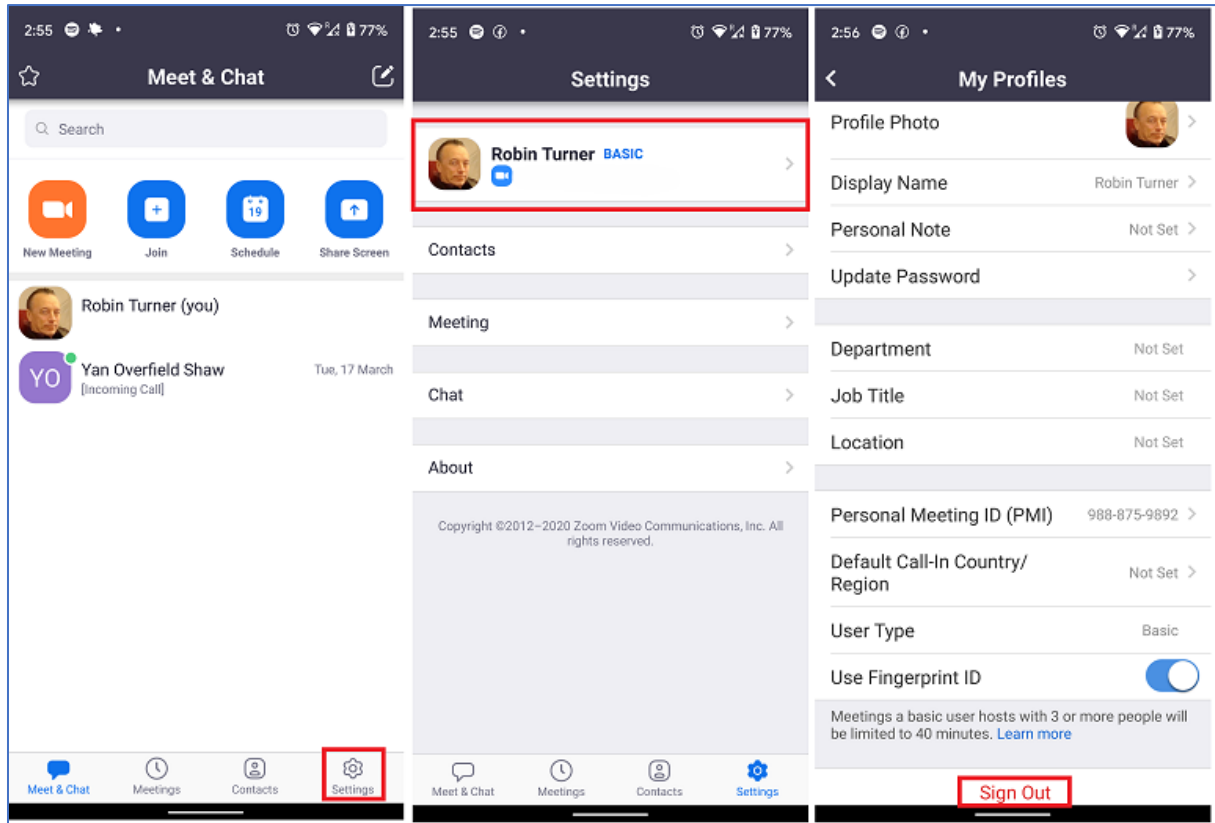 2:55
77%
Meet & Chat
Search
19
New Meeting
Join
Schedule
Share Screen
Robin Turner (you)
YO
Yan Overfield Shaw
Tue, 17 March
[Incoming Call]
Meet & Chat
Meetings
Contacts
Settings
2:55
R
77%
Settings
Robin Turner BASIC
Contacts
Meeting
Chat
About
Copyright ©2012–2020 Zoom Video Communications, Inc. All
rights reserved.
Meet & Chat
Meetings
Contacts
Settings
2:56
R
77%
My Profiles
Profile Photo
Display Name
Robin Turner
Personal Note
Not Set
Update Password
Department
Not Set
Job Title
Not Set
Location
Not Set
Personal Meeting ID (PMI)
988-875-9892
Default Call-In Country/
Region
Not Set
User Type
Basic
Use Fingerprint ID
Meetings a basic user hosts with 3 or more people will
be limited to 40 minutes. Learn more
Sign Out